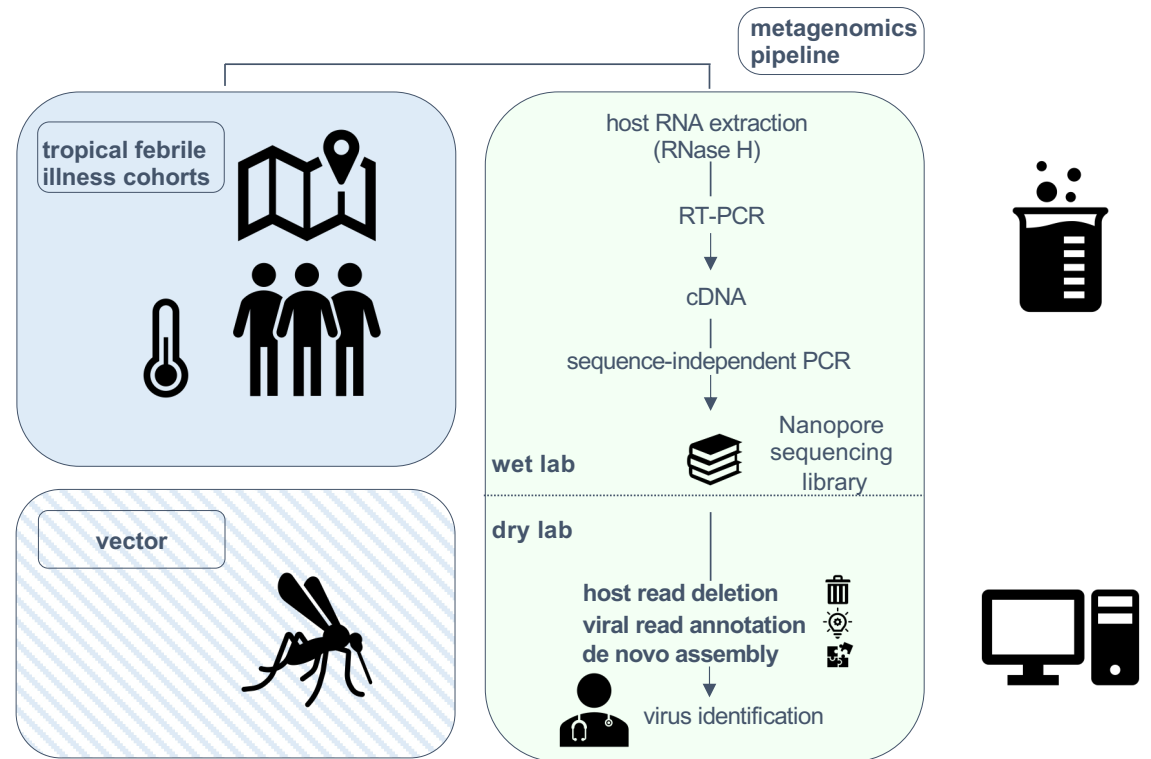 metagenomics
pipeline
tropical febrile
illness cohorts
vector
host RNA extraction
(RNase H)
RT-PCR
cDNA
sequence-independent PCR
Nanopore
sequencing
library
wet lab
dry lab
host read deletion
viral read annotation
de novo assembly
virus identification